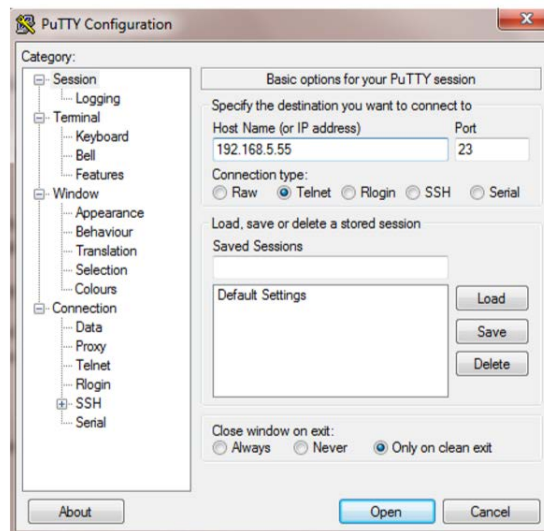 PuTTY Configuration
Category:
Session
Logging
Terminal
Keyboard
Bell
Features
Window
Appearance
Behaviour
Translation
Selection
Colours
Connection
Data
Proxy
Telnet
Rlogin
SSH
Serial
Basic options for your PuTTY session
Specify the destination you want to connect to
Host Name (or IP address) Port
192.168.5.55 23
Connection type:
Raw Telnet Rlogin SSH Serial
Load, save or delete a stored session
Saved Sessions
Default Settings
Load
Save
Delete
Close window on exit:
Always Never Only on clean exit
About Open Cancel